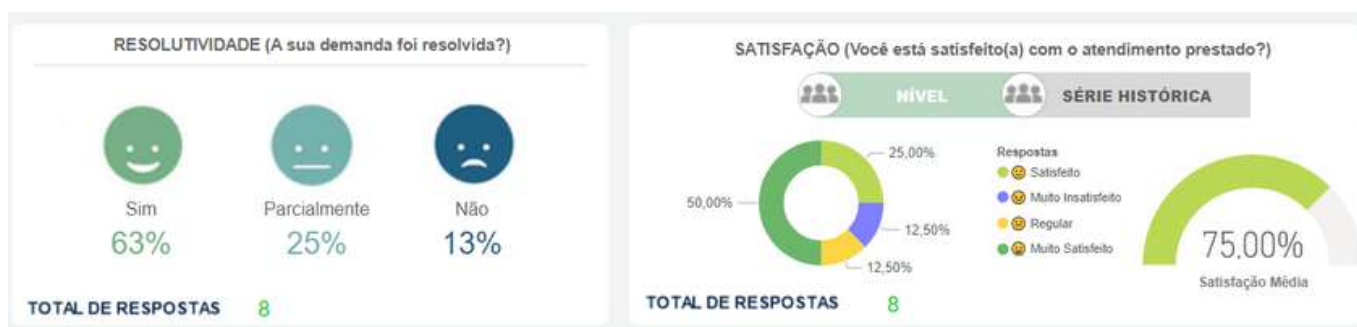 RESOLUTIVIDADE (A sua demanda foi resolvida?)
Sim
63%
Parcialmente
25%
Não
13%
TOTAL DE RESPOSTAS 8
SATISFAÇÃO (Você está satisfeito(a) com o atendimento prestado?)
NÍVEL
SÉRIE HISTÓRICA
25,00%
50,00%
12,50%
12,50%
Respostas
Satisfeito
Muito Insatisfeito
Regular
Muito Satisfeito
75,00%
Satisfação Média
TOTAL DE RESPOSTAS 8